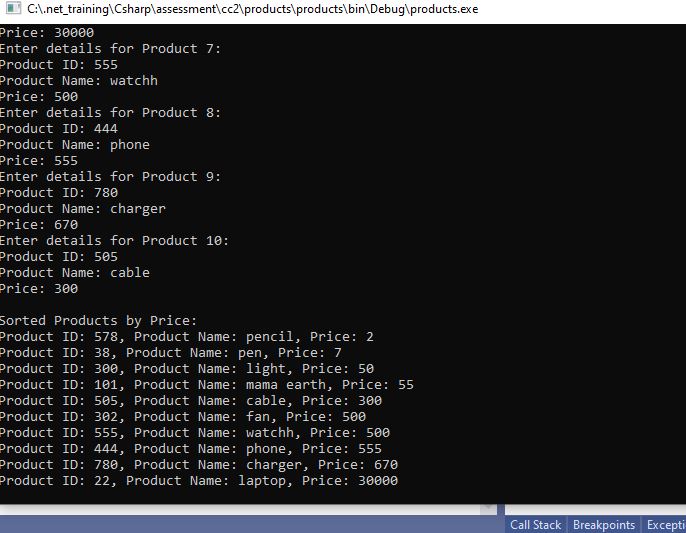 C:\.net_training\Csharp\assessment\cc2\products\products\bin\Debug\products.exe
Price: 30000
Enter details for Product 7:
Product ID: 555
Product Name: watchh
Price: 500
Enter details for Product 8:
Product ID: 444
Product Name: phone
Price: 555
Enter details for Product 9:
Product ID: 780
Product Name: charger
Price: 670
Enter details for Product 10:
Product ID: 505
Product Name: cable
Price: 300
Sorted Products by Price:
Product ID: 578, Product Name: pencil, Price: 2
Product ID: 38, Product Name: pen, Price: 7
Product ID: 300, Product Name: light, Price: 50
Product ID: 101, Product Name: mama earth, Price: 55
Product ID: 505, Product Name: cable, Price: 300
Product ID: 302, Product Name: fan, Price: 500
Product ID: 555, Product Name: watchh, Price: 500
Product ID: 444, Product Name: phone, Price: 555
Product ID: 780, Product Name: charger, Price: 670
Product ID: 22, Product Name: laptop, Price: 30000
Call Stack Breakpoints Excepti